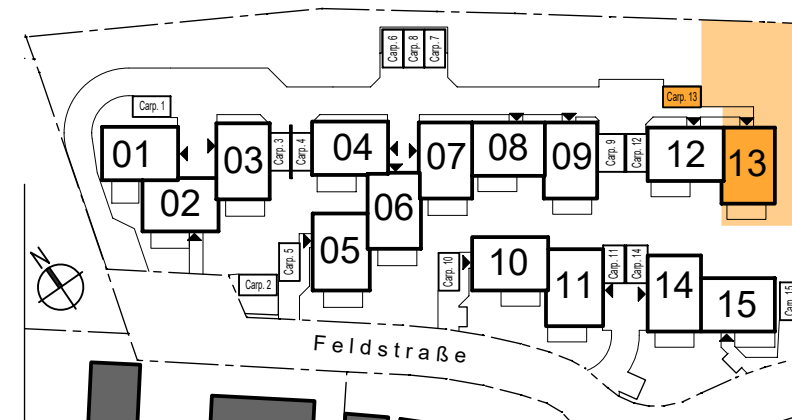 Carp. 6
Carp. 8
Carp. 7
Carp. 1
Carp. 13
01
03
Carp. 3
Carp. 4
04
07
08
09
Carp. 9
Carp. 12
12
13
02
06
05
Carp. 5
Carp. 2
N
Carp. 10
10
11
Carp. 11
Carp. 14
14
15
Carp. 15
Feldstraße